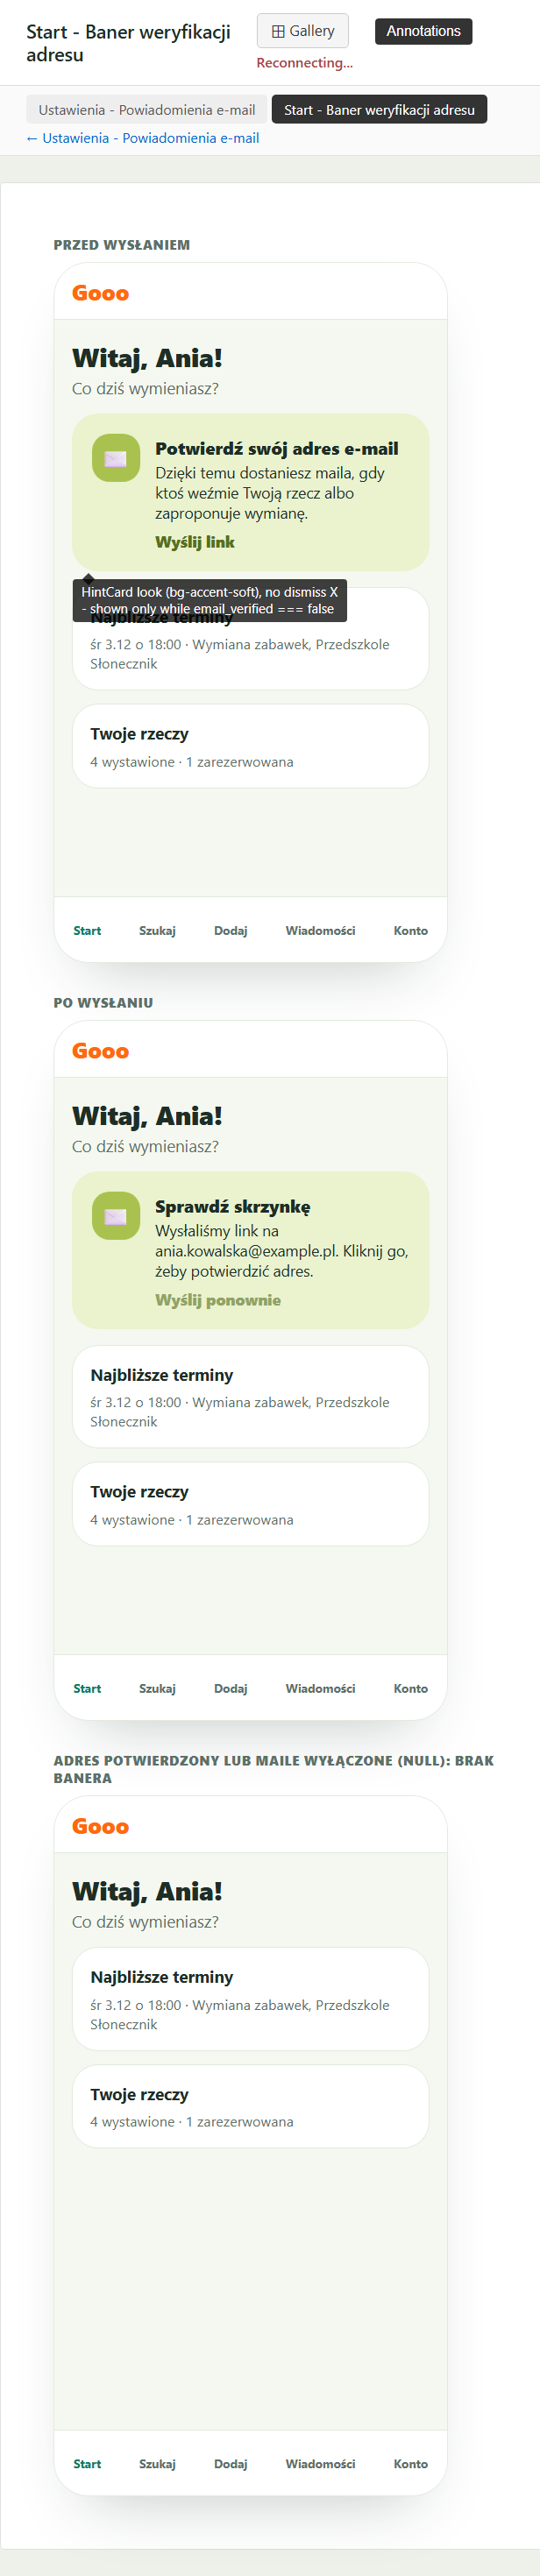 Start - Baner weryfikacji
adresu
Gallery
Annotations
Reconnecting...
Ustawienia - Powiadomienia e-mail
Start - Baner weryfikacji adresu
← Ustawienia - Powiadomienia e-mail
PRZED WYSŁANIEM
Gooo
Witaj, Ania!
Co dziś wymieniasz?
Potwierdź swój adres e-mail
Dzięki temu dostaniesz maila, gdy
ktoś weźmie Twoją rzecz albo
zaproponuje wymianę.
Wyślij link
HintCard look (bg-accent-soft), no dismiss X
- shown only while email_verified === false
Najbliższe terminy
śr 3.12 o 18:00 · Wymiana zabawek, Przedszkole
Słonecznik
Twoje rzeczy
4 wystawione · 1 zarezerwowana
Start
Szukaj
Dodaj
Wiadomości
Konto
PO WYSŁANIU
Gooo
Witaj, Ania!
Co dziś wymieniasz?
Sprawdź skrzynkę
Wysłaliśmy link na
ania.kowalska@example.pl. Kliknij go,
żeby potwierdzić adres.
Wyślij ponownie
Najbliższe terminy
śr 3.12 o 18:00 · Wymiana zabawek, Przedszkole
Słonecznik
Twoje rzeczy
4 wystawione · 1 zarezerwowana
Start
Szukaj
Dodaj
Wiadomości
Konto
ADRES POTWIERDZONY LUB MAILE WYŁĄCZONE (NULL): BRAK
BANERA
Gooo
Witaj, Ania!
Co dziś wymieniasz?
Najbliższe terminy
śr 3.12 o 18:00 · Wymiana zabawek, Przedszkole
Słonecznik
Twoje rzeczy
4 wystawione · 1 zarezerwowana
Start
Szukaj
Dodaj
Wiadomości
Konto